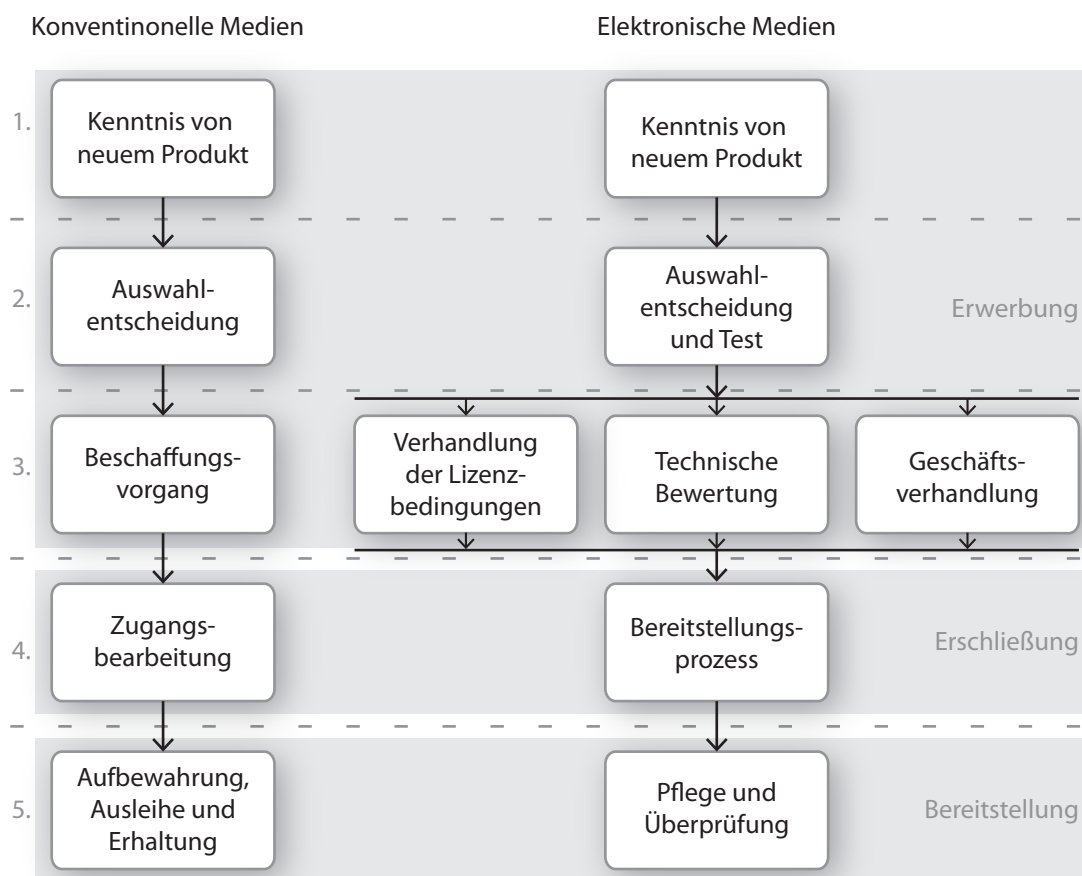 Konventinonelle Medien
Elektronische Medien
1.
Kenntnis von
neuem Produkt
Kenntnis von
neuem Produkt
2.
Auswahl-
entscheidung
Auswahl-
entscheidung
und Test
Erwerbung
3.
Beschaffungs-
vorgang
Verhandlung
der Lizenz-
bedingungen
Technische
Bewertung
Geschäfts-
verhandlung
4.
Zugangs-
bearbeitung
Bereitstellungs-
prozess
Erschließung
5.
Aufbewahrung,
Ausleihe und
Erhaltung
Pflege und
Überprüfung
Bereitstellung